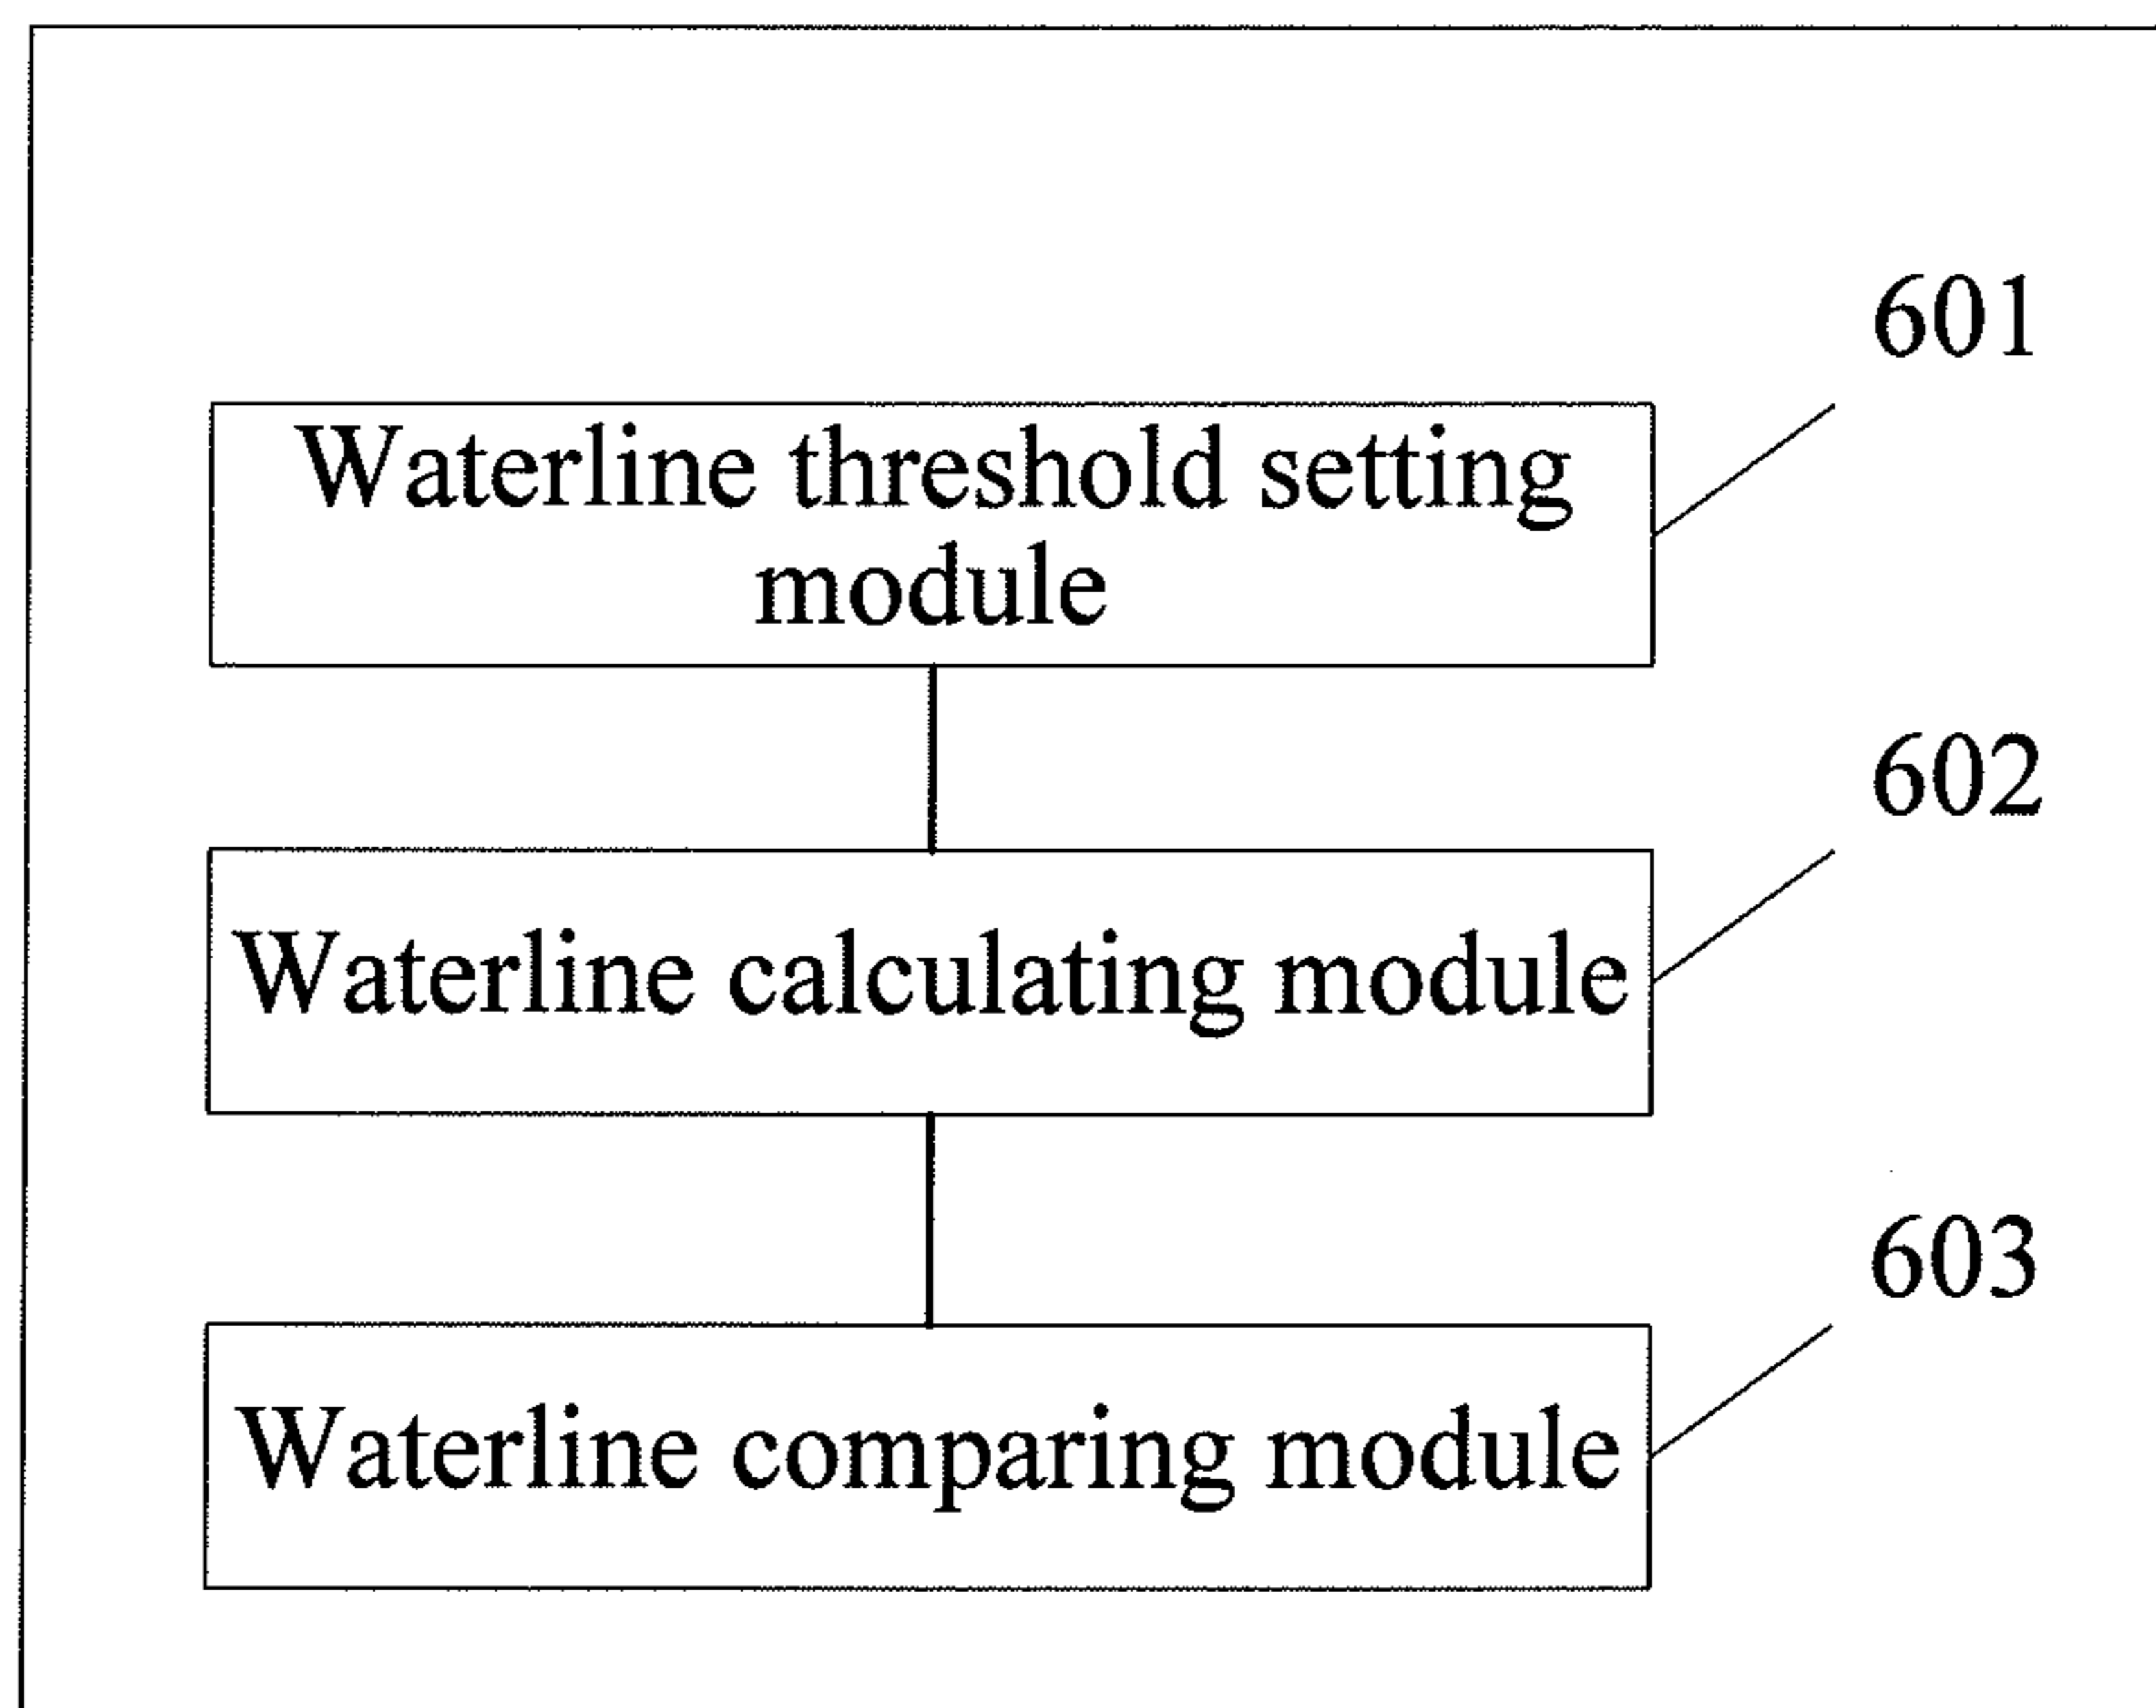 601
Waterline threshold setting
module
602
Waterline calculating module
603
Waterline comparing module